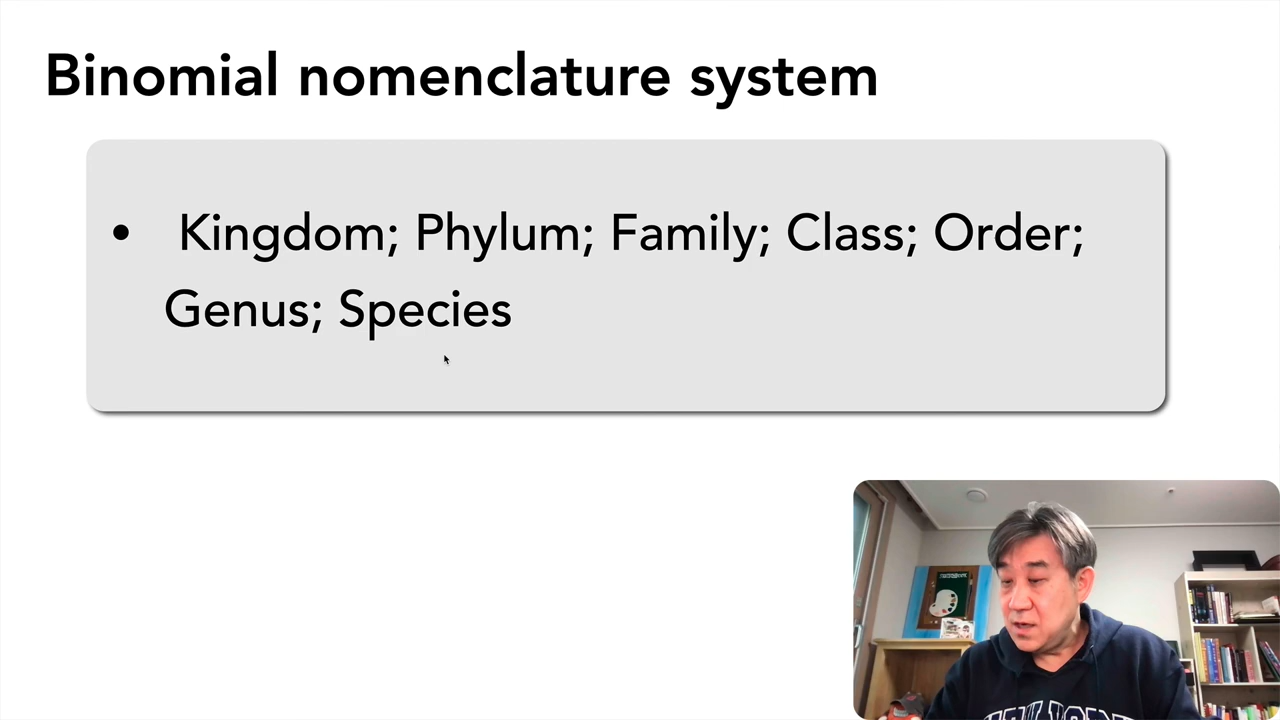 Binomial nomenclature system
• Kingdom; Phylum; Family; Class; Order;
Genus; Species